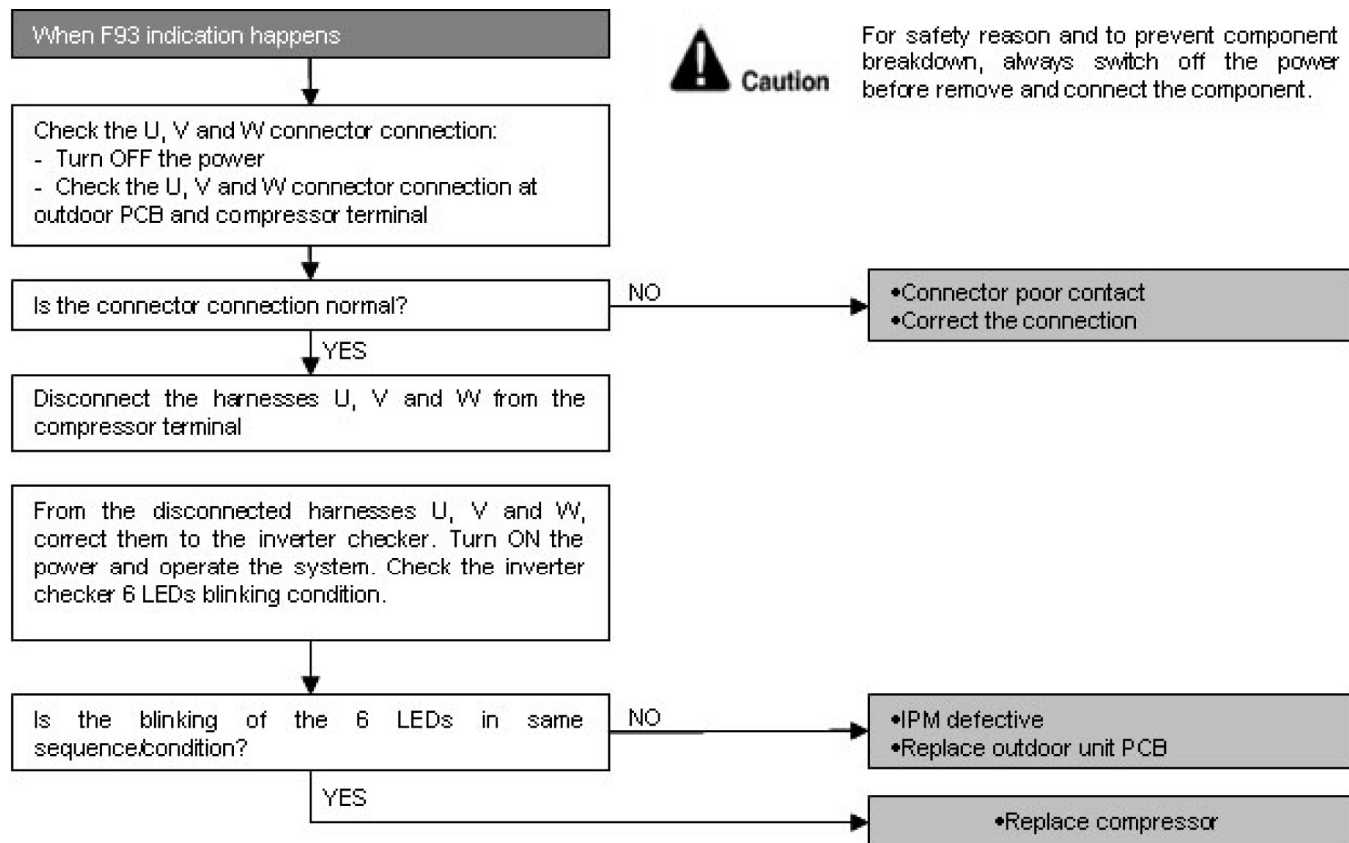 When F93 indication happens
Caution
For safety reason and to prevent component
breakdown, always switch off the power
before remove and connect the component.
Check the U, V and W connector connection:
- Turn OFF the power
- Check the U, V and W connector connection at
outdoor PCB and compressor terminal
Is the connector connection normal?
NO
•Connector poor contact
•Correct the connection
YES
Disconnect the harnesses U, V and W from the
compressor terminal
From the disconnected harnesses U, V and W,
correct them to the inverter checker. Turn ON the
power and operate the system. Check the inverter
checker 6 LEDs blinking condition.
Is the blinking of the 6 LEDs in same
sequence/condition?
NO
•IPM defective
•Replace outdoor unit PCB
YES
•Replace compressor